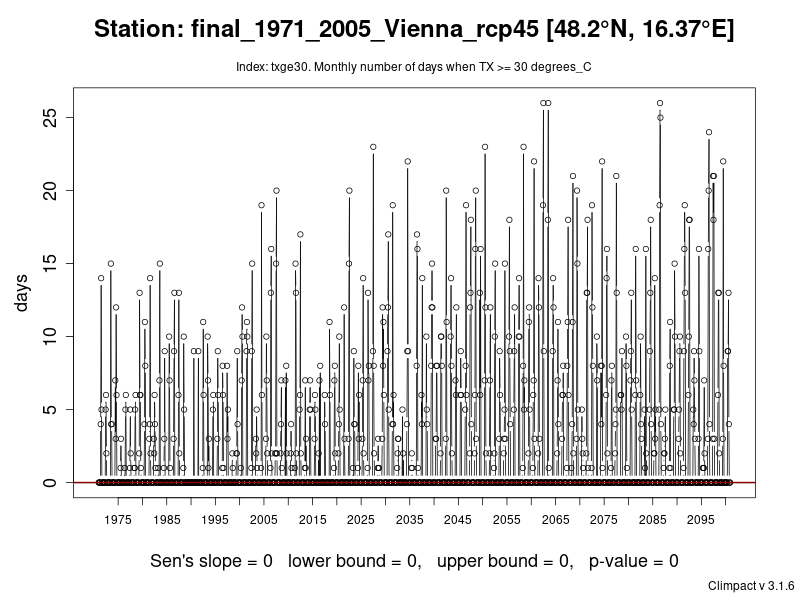 Station: final_1971_2005_Vienna_rcp45 [48.2°N, 16.37°E]
Index: txge30. Monthly number of days when TX >= 30 degrees_C
days
25
20
15
10
5
0
1975 1985 1995 2005 2015 2025 2035 2045 2055 2065 2075 2085 2095
Sen's slope = 0 lower bound = 0, upper bound = 0, p-value = 0
Climpact v 3.1.6